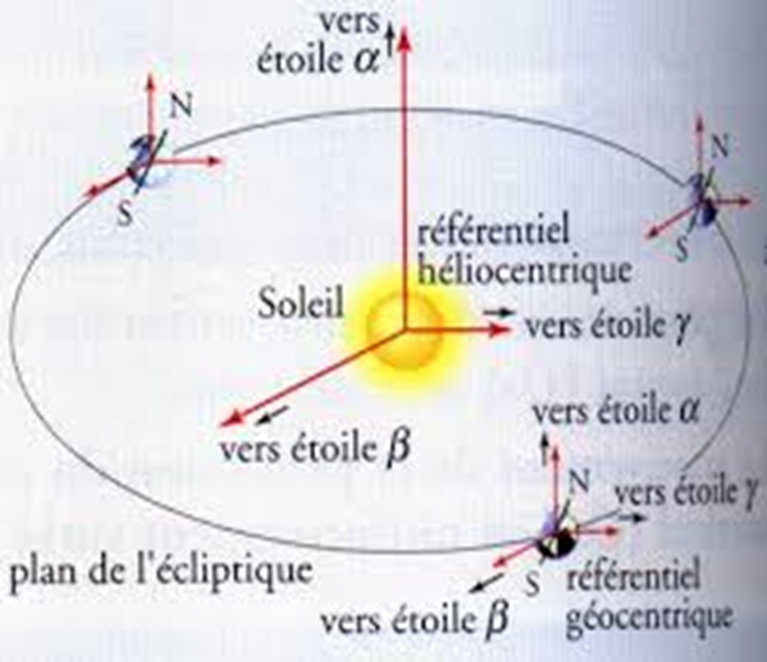 vers
étoile α
N
S
N
S
référentiel
héliocentrique
Soleil
vers étoile γ
vers étoile β
vers étoile α
N
vers étoile γ
plan de l'écliptique
S
référentiel
géocentrique
vers étoile β